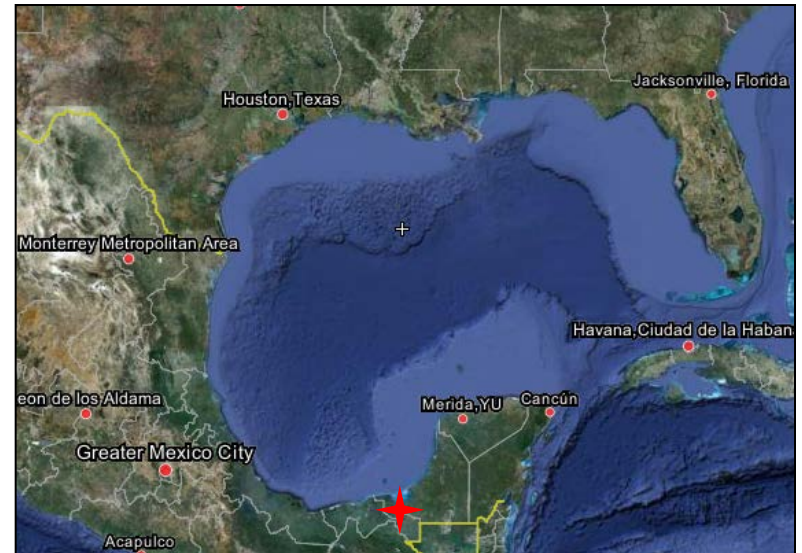 Jacksonville, Florida
Houston,Texas
Monterrey Metropolitan Area
Havana,Ciudad de la Haban
eon de los Aldama
Merida,YU
Cancún
Greater Mexico City
Acapulco